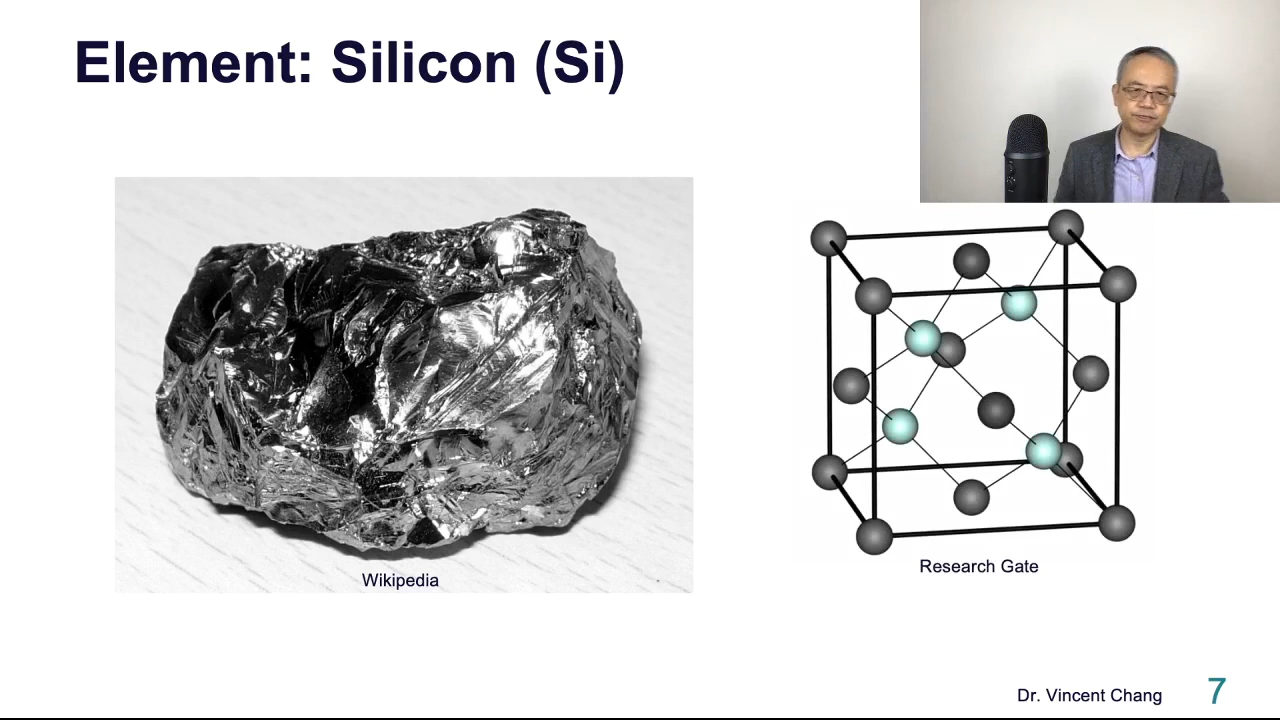 Element: Silicon (Si)
Wikipedia
Research Gate
Dr. Vincent Chang
7